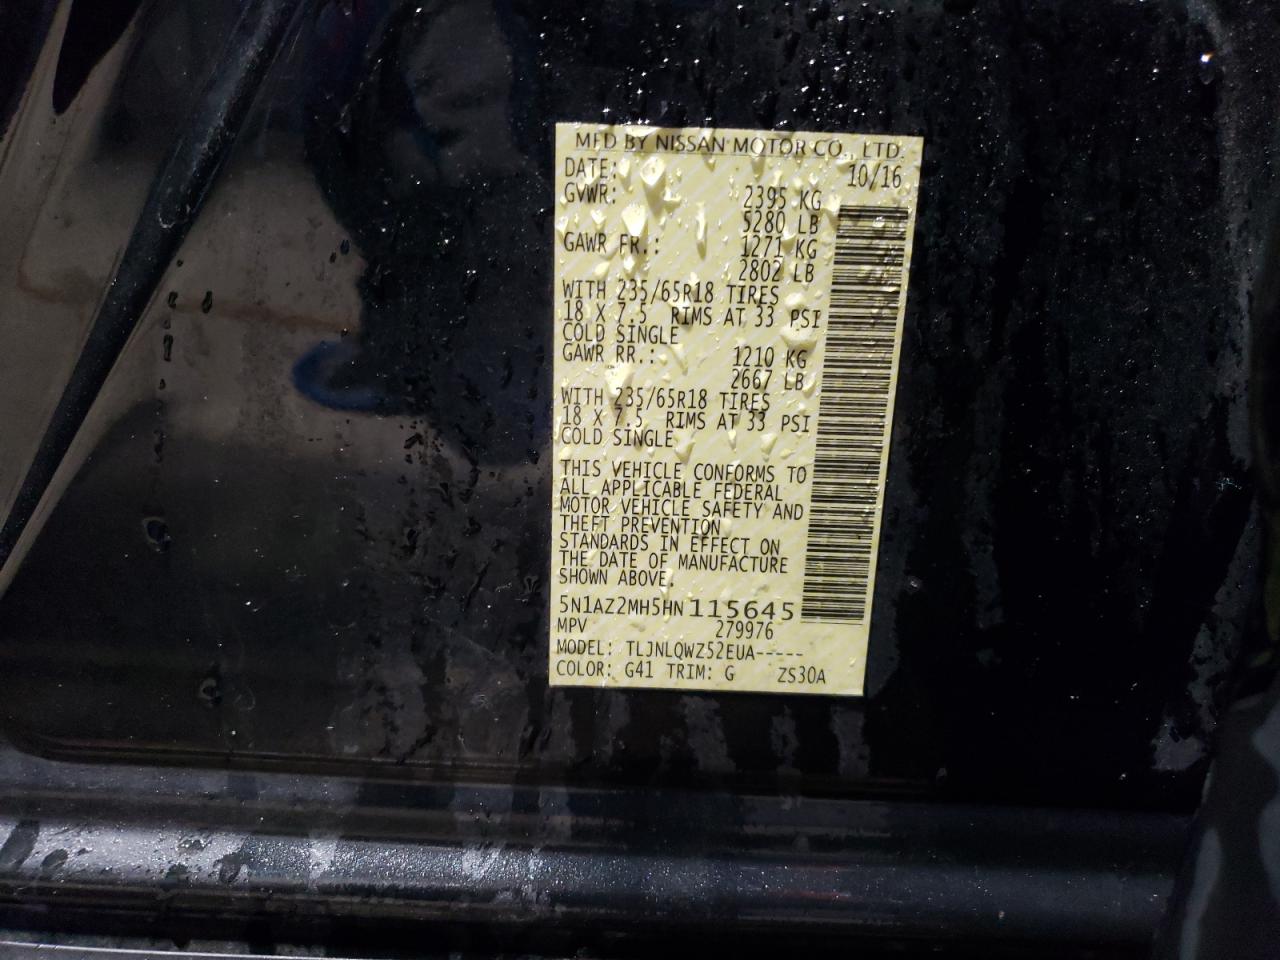 MFD BY NISSAN MOTOR CO., LTD.
DATE: 10/16
GVWR: 2395 KG
5280 LB
GAWR FR.: 1271 KG
2802 LB
WITH 235/65R18 TIRES
18 X 7.5 RIMS AT 33 PSI
COLD SINGLE
GAWR RR.: 1210 KG
2667 LB
WITH 235/65R18 TIRES
18 X 7.5 RIMS AT 33 PSI
COLD SINGLE
THIS VEHICLE CONFORMS TO
ALL APPLICABLE FEDERAL
MOTOR VEHICLE SAFETY AND
THEFT PREVENTION
STANDARDS IN EFFECT ON
THE DATE OF MANUFACTURE
SHOWN ABOVE.
5N1AZ2MH5HN115645
MPV 279976
MODEL: TLJNLQWZ52EUA-----
COLOR: G41 TRIM: G ZS30A